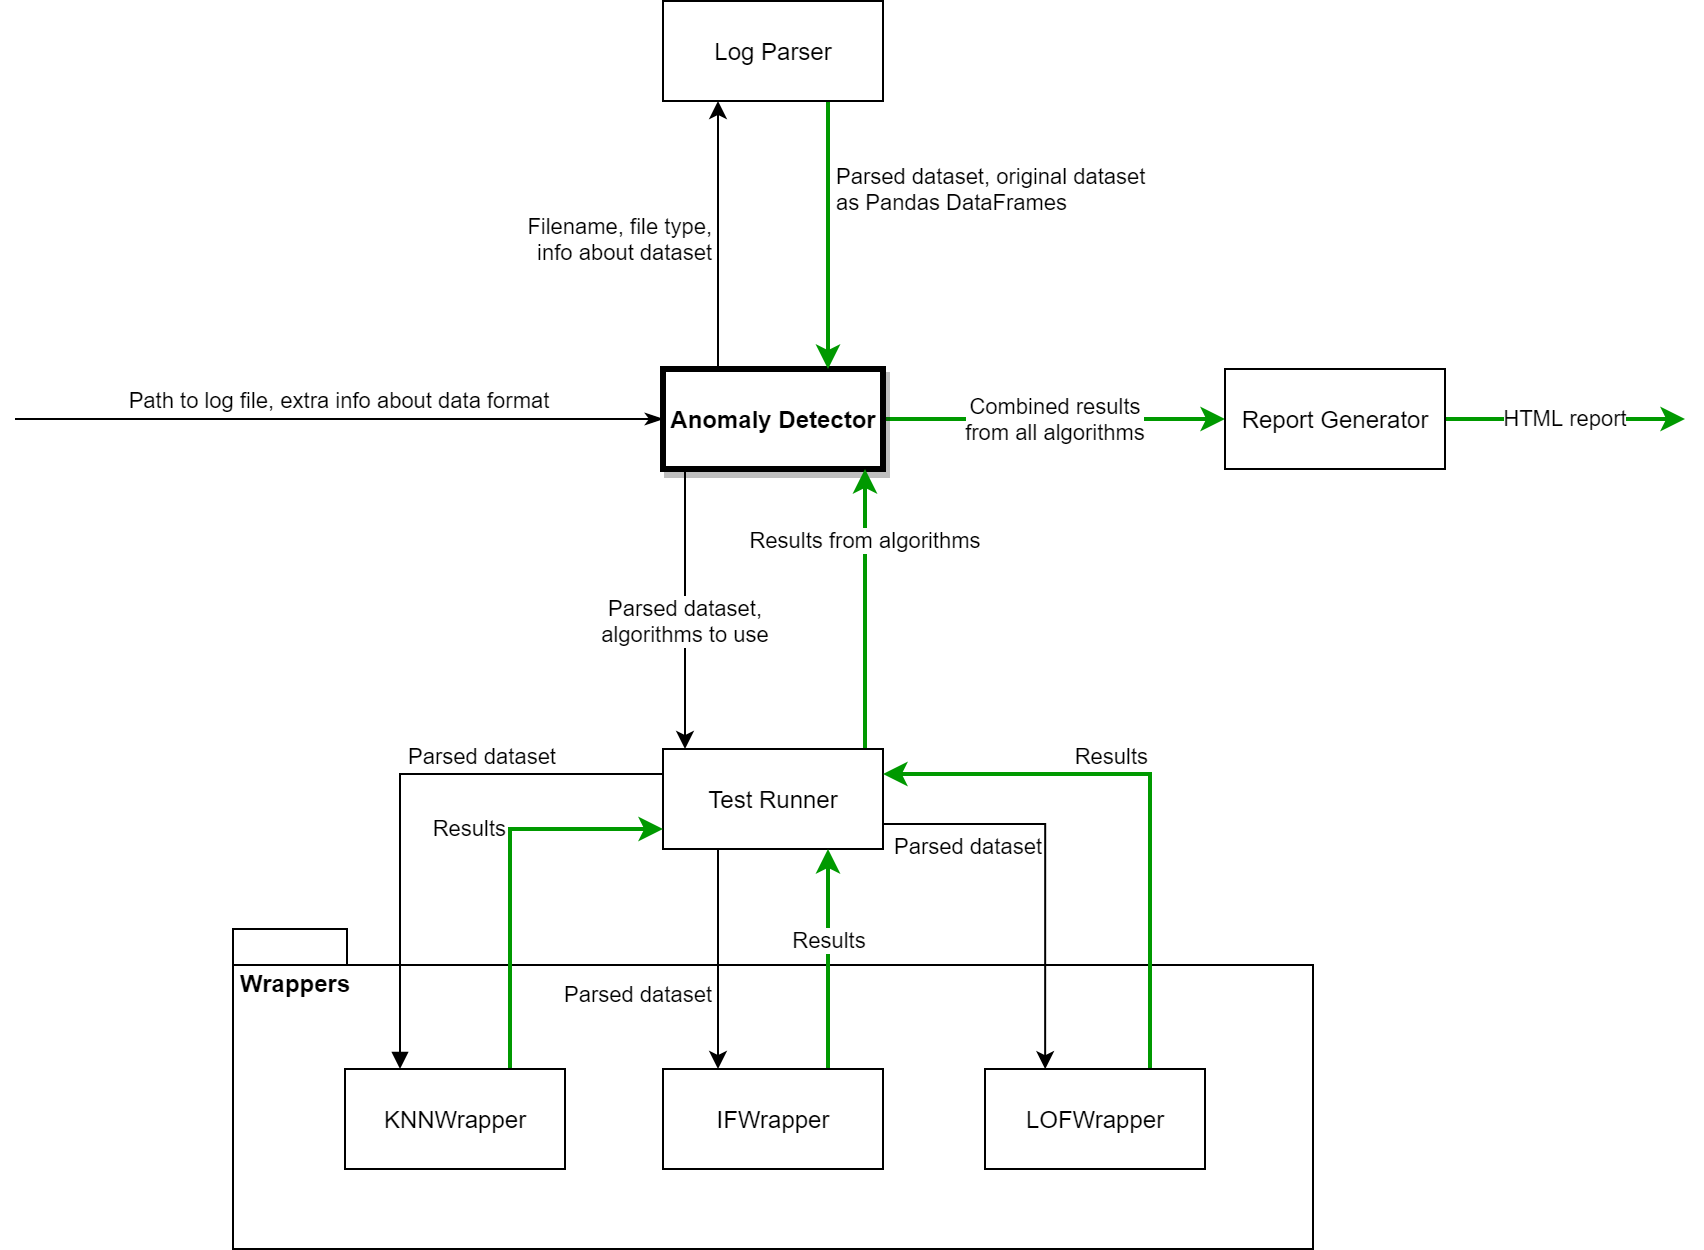 Log Parser
Parsed dataset, original dataset
as Pandas DataFrames
Filename, file type,
info about dataset
Path to log file, extra info about data format
Anomaly Detector
Combined results
from all algorithms
Report Generator
HTML report
Results from algorithms
Parsed dataset,
algorithms to use
Parsed dataset
Results
Test Runner
Results
Parsed dataset
Results
Parsed dataset
Wrappers
KNNWrapper
IFWrapper
LOFWrapper